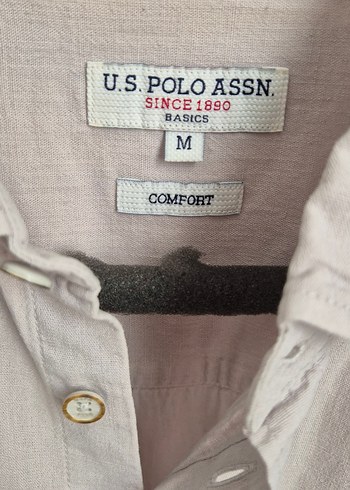 U.S. POLO ASSN.
SINCE 1890
BASICS
M
COMFORT